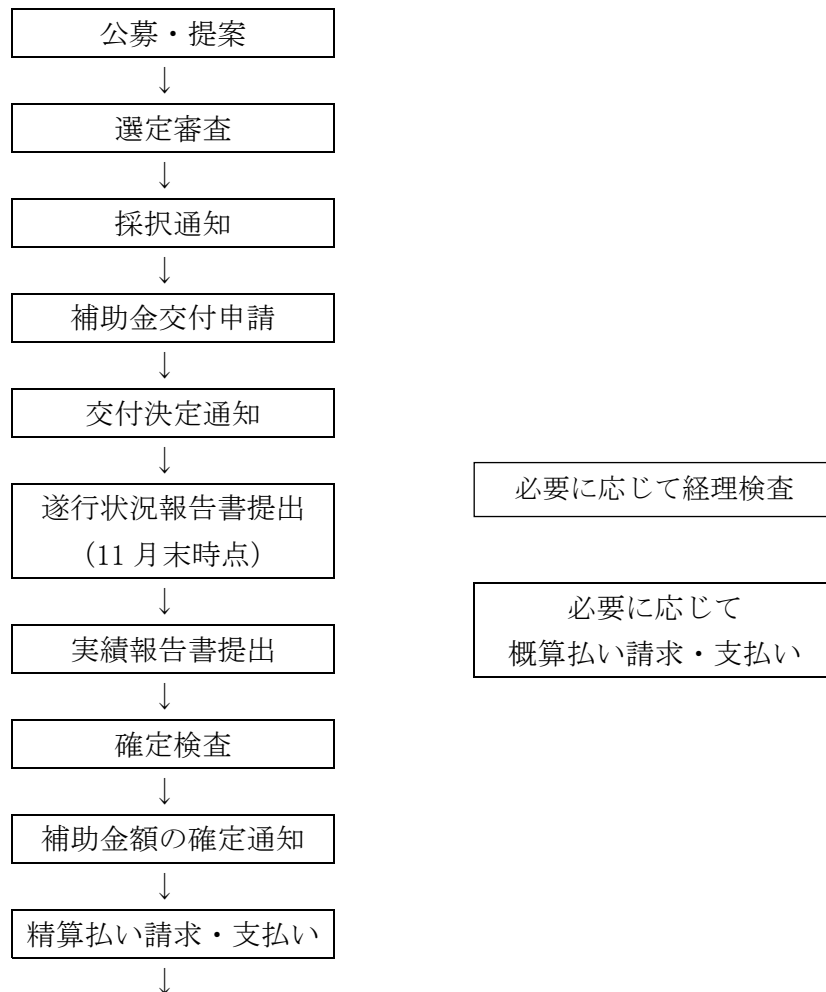 公募・提案
↓
選定審査
↓
採択通知
↓
補助金交付申請
↓
交付決定通知
↓
遂行状況報告書提出
(11月末時点)
必要に応じて経理検査
↓
実績報告書提出
必要に応じて
概算払い請求・支払い
↓
確定検査
↓
補助金額の確定通知
↓
精算払い請求・支払い
↓